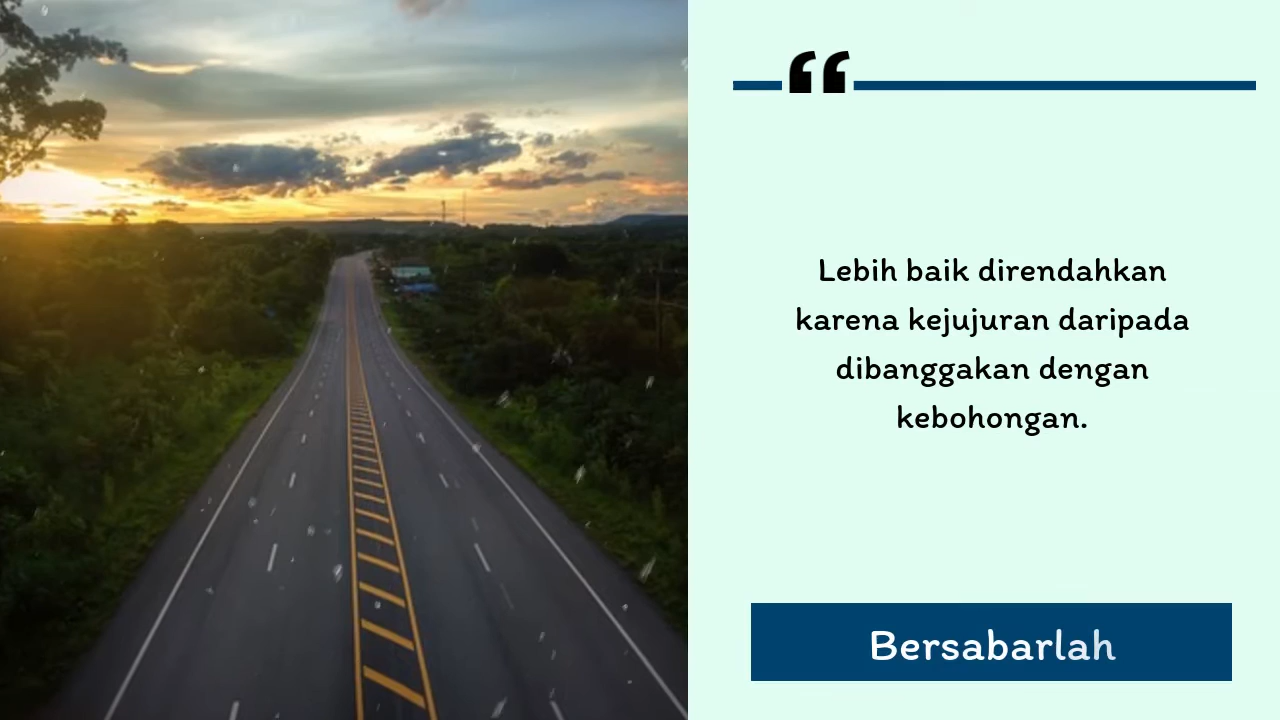 “
Lebih baik direndahkan
karena kejujuran daripada
dibanggakan dengan
kebohongan.
Bersabarlah